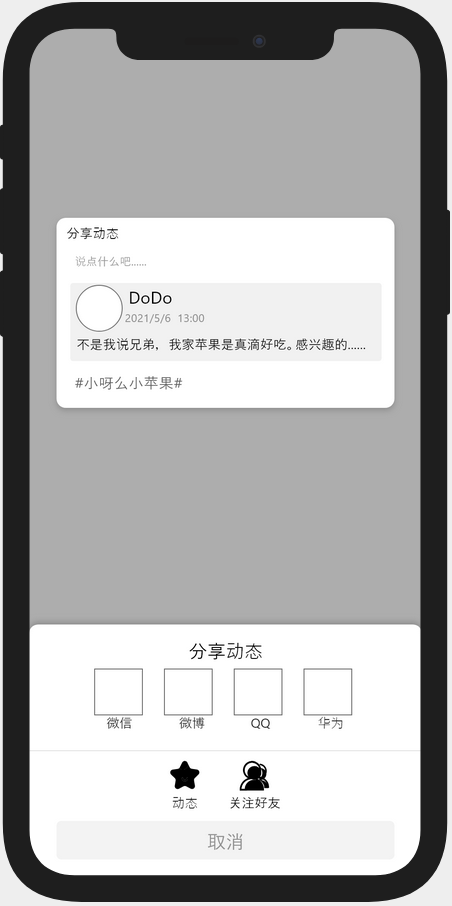 分享动态
说点什么吧......
DoDo
2021/5/6 13:00
不是我说兄弟，我家苹果是真滴好吃。感兴趣的......
#小呀么小苹果#
分享动态
微信 微博 QQ 华为
动态 关注好友
取消